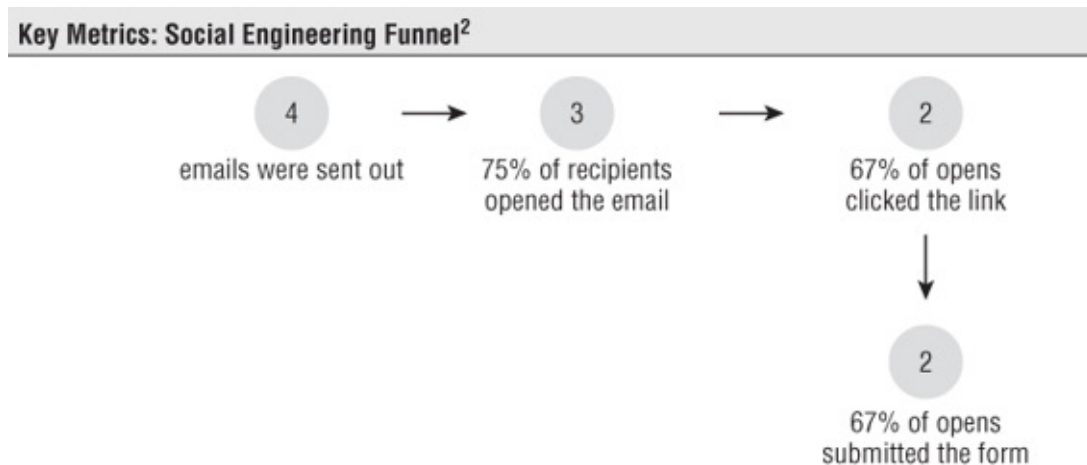 Key Metrics: Social Engineering Funnel²
4
emails were sent out
3
75% of recipients
opened the email
2
67% of opens
clicked the link
2
67% of opens
submitted the form